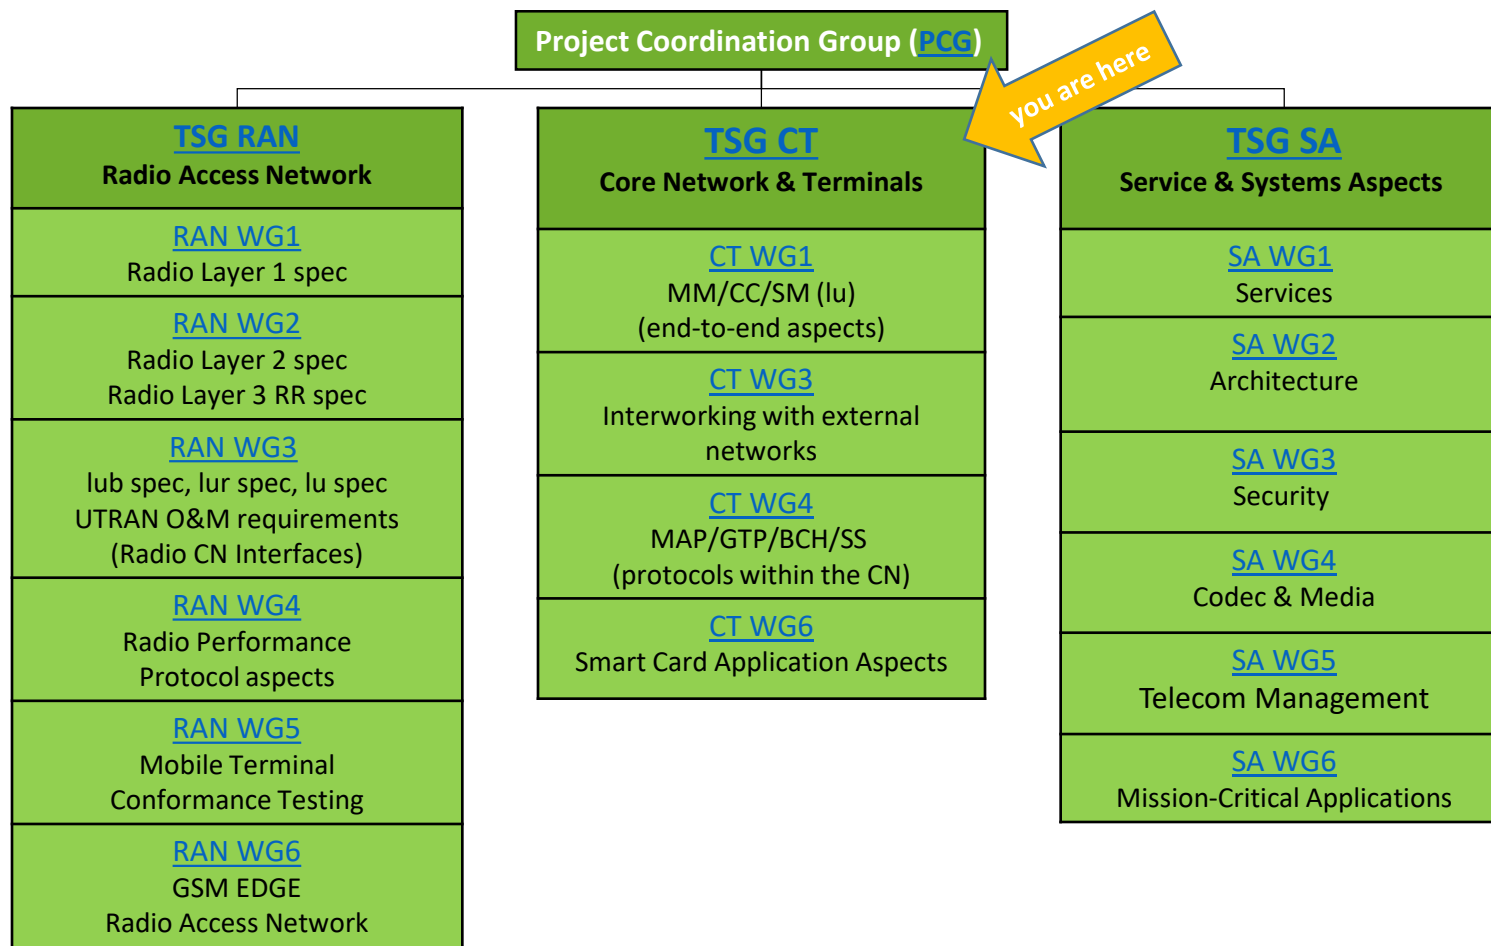 Project Coordination Group (PCG)
you are here
TSG RAN
Radio Access Network
RAN WG1
Radio Layer 1 spec
RAN WG2
Radio Layer 2 spec
Radio Layer 3 RR spec
RAN WG3
lub spec, lur spec, lu spec
UTRAN O&M requirements
(Radio CN Interfaces)
RAN WG4
Radio Performance
Protocol aspects
RAN WG5
Mobile Terminal
Conformance Testing
RAN WG6
GSM EDGE
Radio Access Network
TSG CT
Core Network & Terminals
CT WG1
MM/CC/SM (lu)
(end-to-end aspects)
CT WG3
Interworking with external
networks
CT WG4
MAP/GTP/BCH/SS
(protocols within the CN)
CT WG6
Smart Card Application Aspects
TSG SA
Service & Systems Aspects
SA WG1
Services
SA WG2
Architecture
SA WG3
Security
SA WG4
Codec & Media
SA WG5
Telecom Management
SA WG6
Mission-Critical Applications